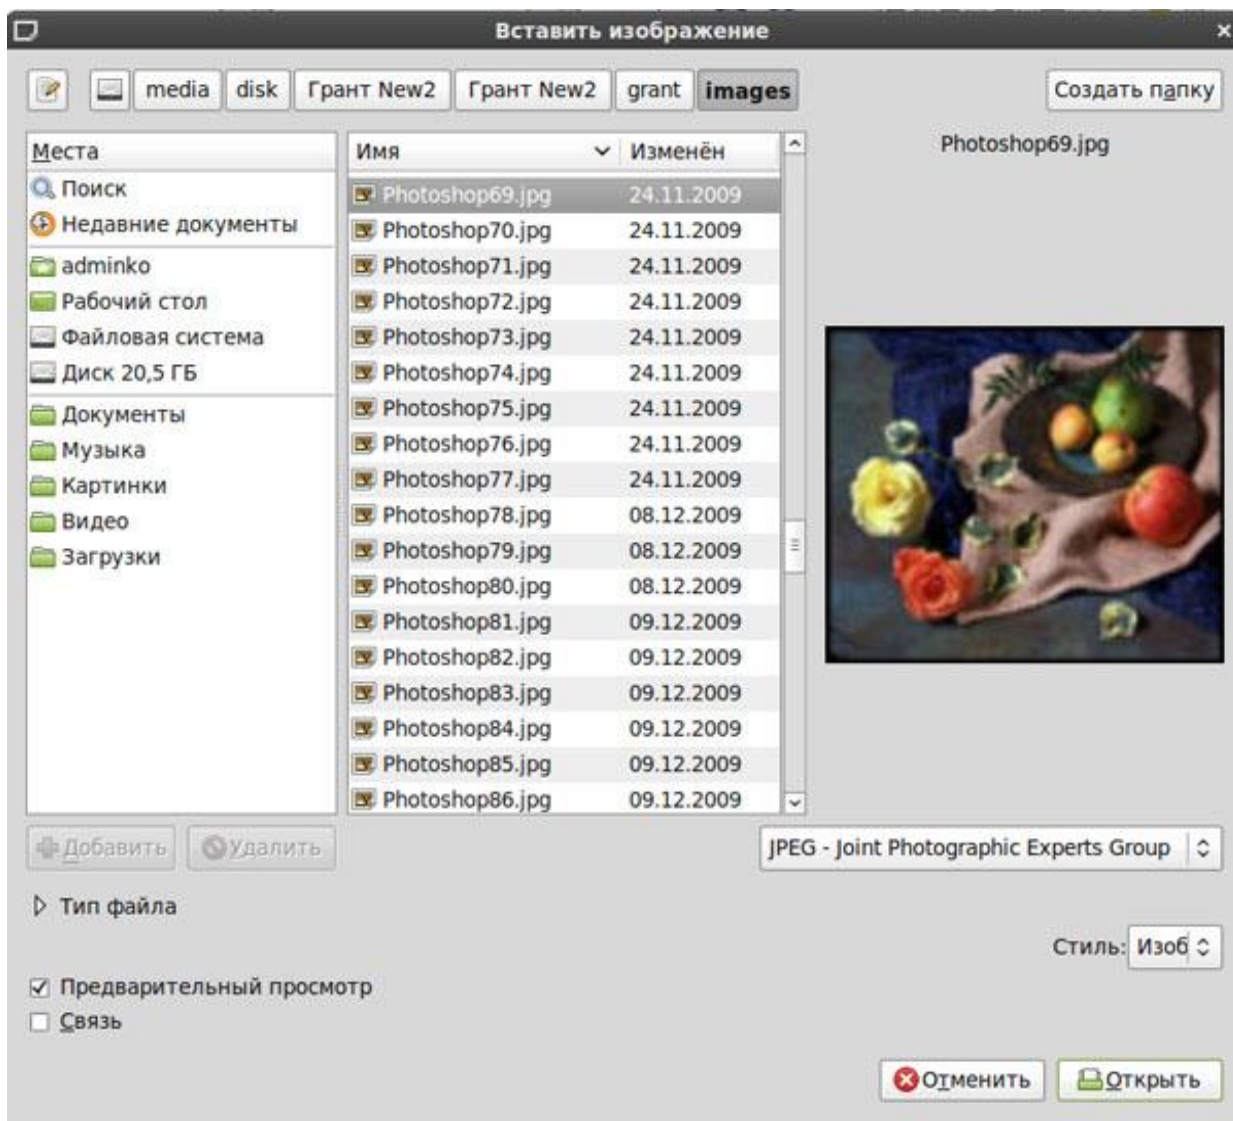 Вставить изображение
media disk Грант New2 Грант New2 grant images Создать папку
Места
Поиск
Недавние документы
adminko
Рабочий стол
Файловая система
Диск 20,5 ГБ
Документы
Музыка
Картинки
Видео
Загрузки
Имя Изменён
Photoshop69.jpg 24.11.2009
Photoshop70.jpg 24.11.2009
Photoshop71.jpg 24.11.2009
Photoshop72.jpg 24.11.2009
Photoshop73.jpg 24.11.2009
Photoshop74.jpg 24.11.2009
Photoshop75.jpg 24.11.2009
Photoshop76.jpg 24.11.2009
Photoshop77.jpg 24.11.2009
Photoshop78.jpg 08.12.2009
Photoshop79.jpg 08.12.2009
Photoshop80.jpg 08.12.2009
Photoshop81.jpg 09.12.2009
Photoshop82.jpg 09.12.2009
Photoshop83.jpg 09.12.2009
Photoshop84.jpg 09.12.2009
Photoshop85.jpg 09.12.2009
Photoshop86.jpg 09.12.2009
Photoshop69.jpg
Добавить Удалить JPEG - Joint Photographic Experts Group
Тип файла
Стиль: Изоб
Предварительный просмотр
Связь
Отменить Открыть